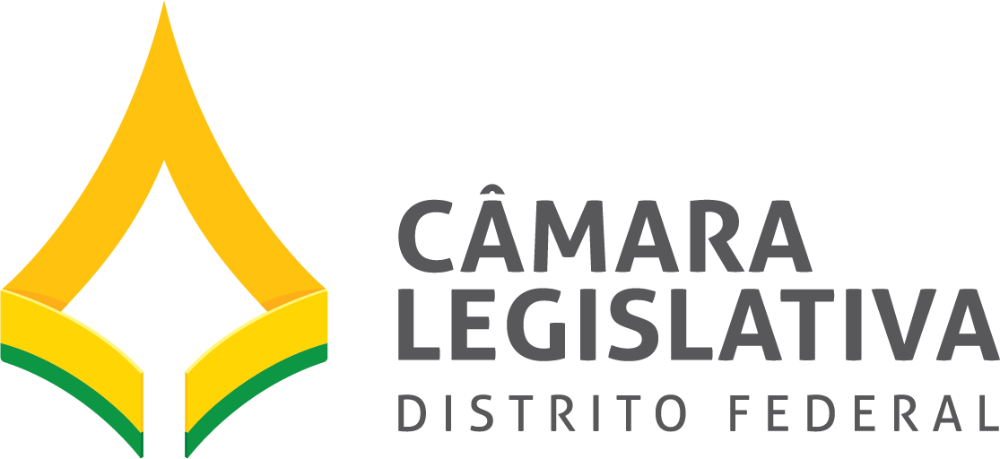 CÂMARA
LEGISLATIVA
DISTRITO FEDERAL